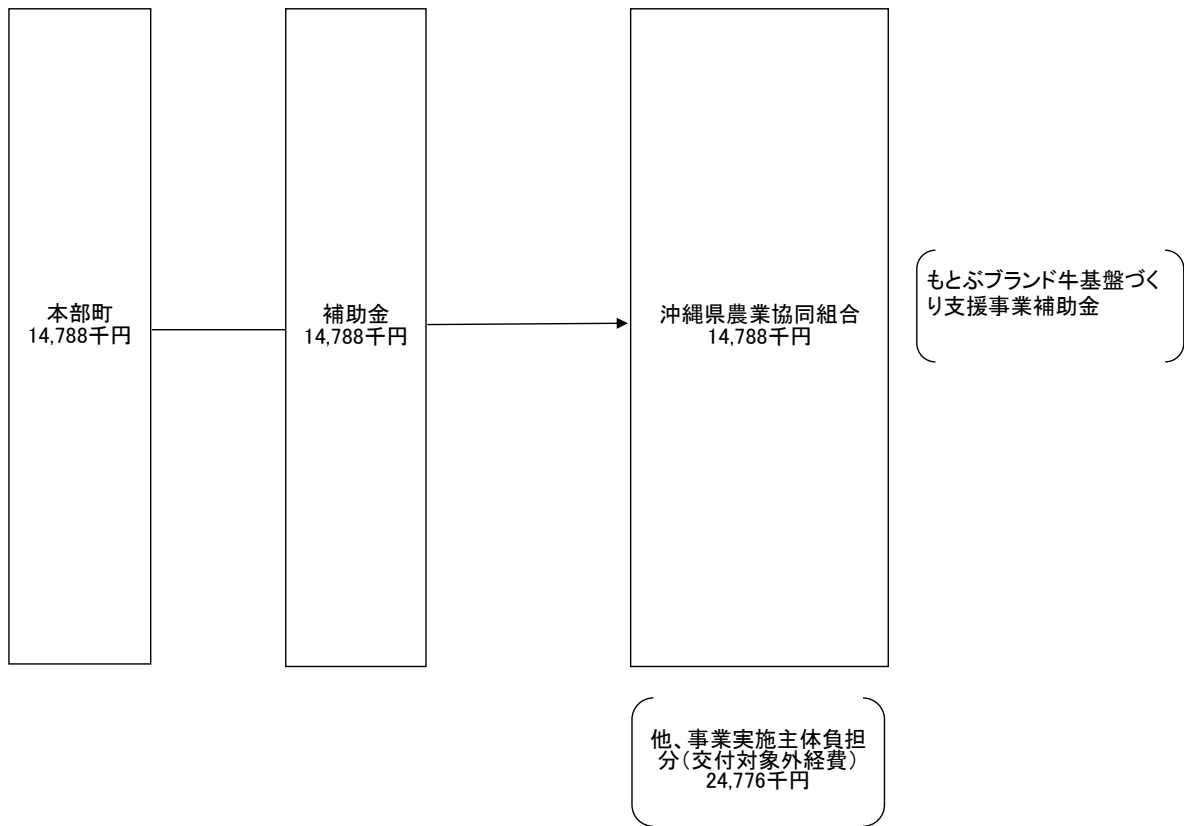 本部町
14,788千円
補助金
14,788千円
沖縄県農業協同組合
14,788千円
もとぶブランド牛基盤づく
り支援事業補助金
他、事業実施主体負担
分(交付対象外経費)
24,776千円